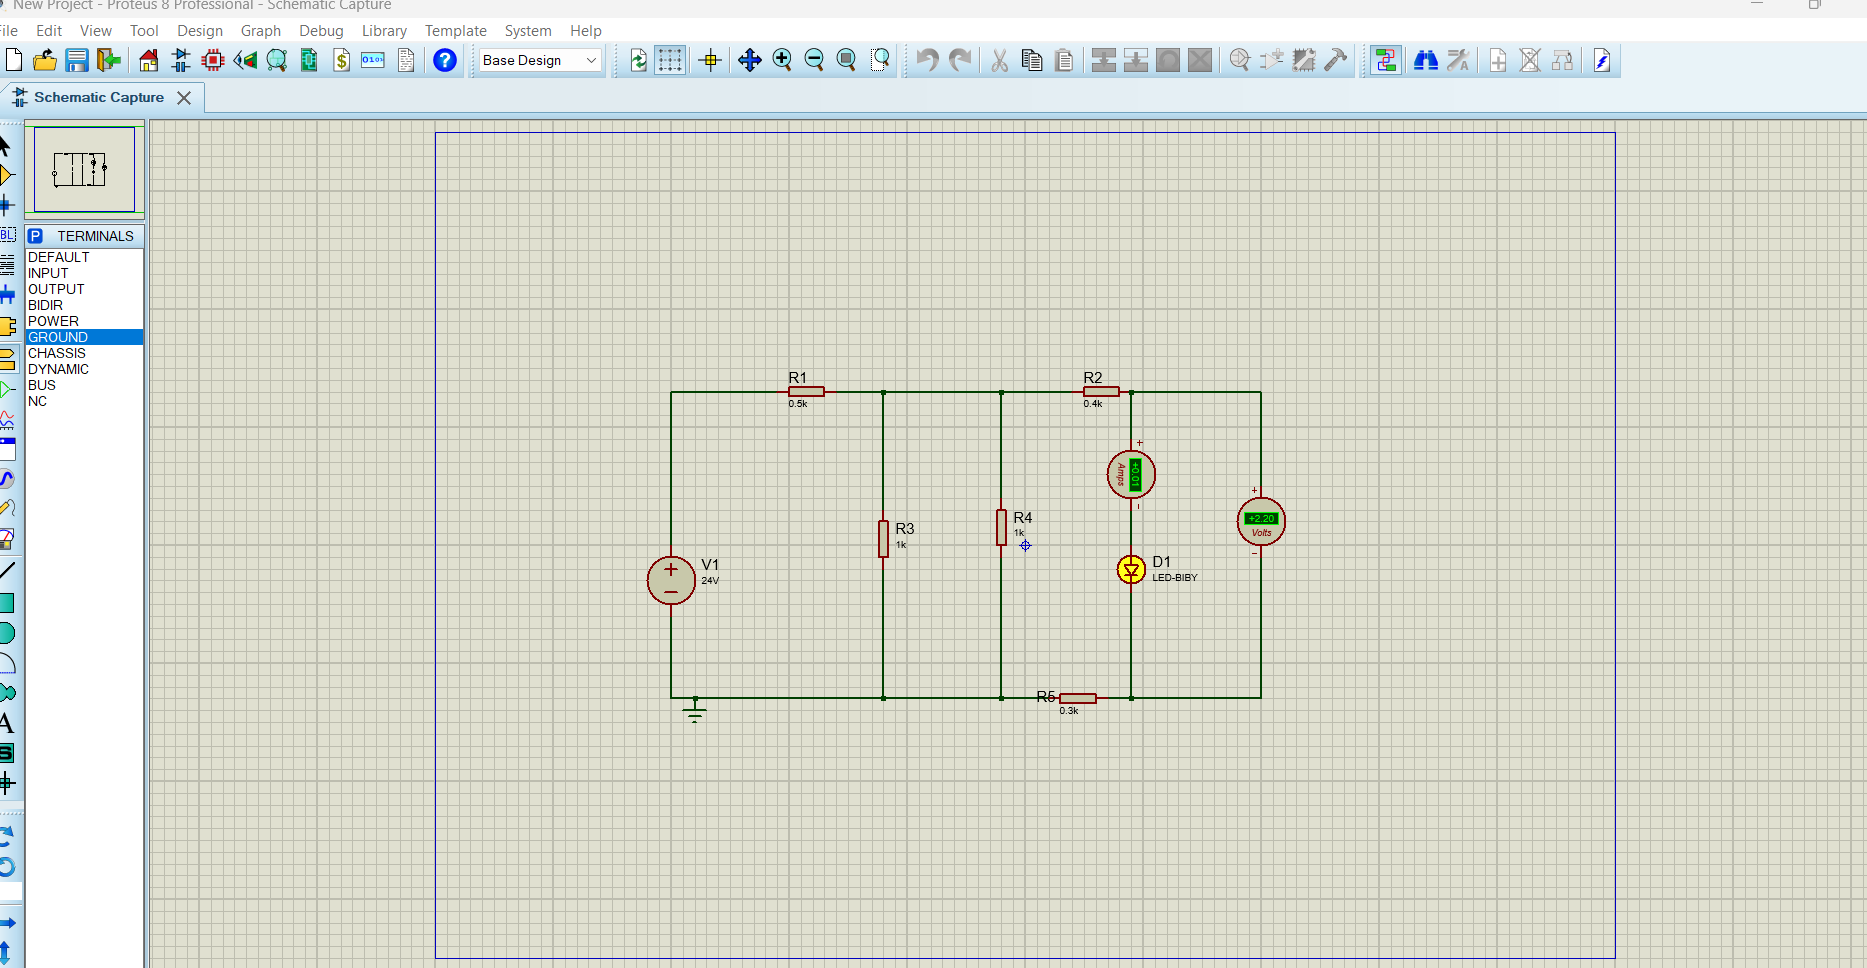 New Project - Proteus 8 Professional - Schematic Capture
File Edit View Tool Design Graph Debug Library Template System Help
Base Design
Schematic Capture
P TERMINALS
DEFAULT
INPUT
OUTPUT
BIDIR
POWER
GROUND
CHASSIS
DYNAMIC
BUS
NC
R1
0.5k
R2
0.4k
+0.01
Amps
R3
1k
R4
1k
+2.20
Volts
V1
24V
D1
LED-BIBY
R5
0.3k